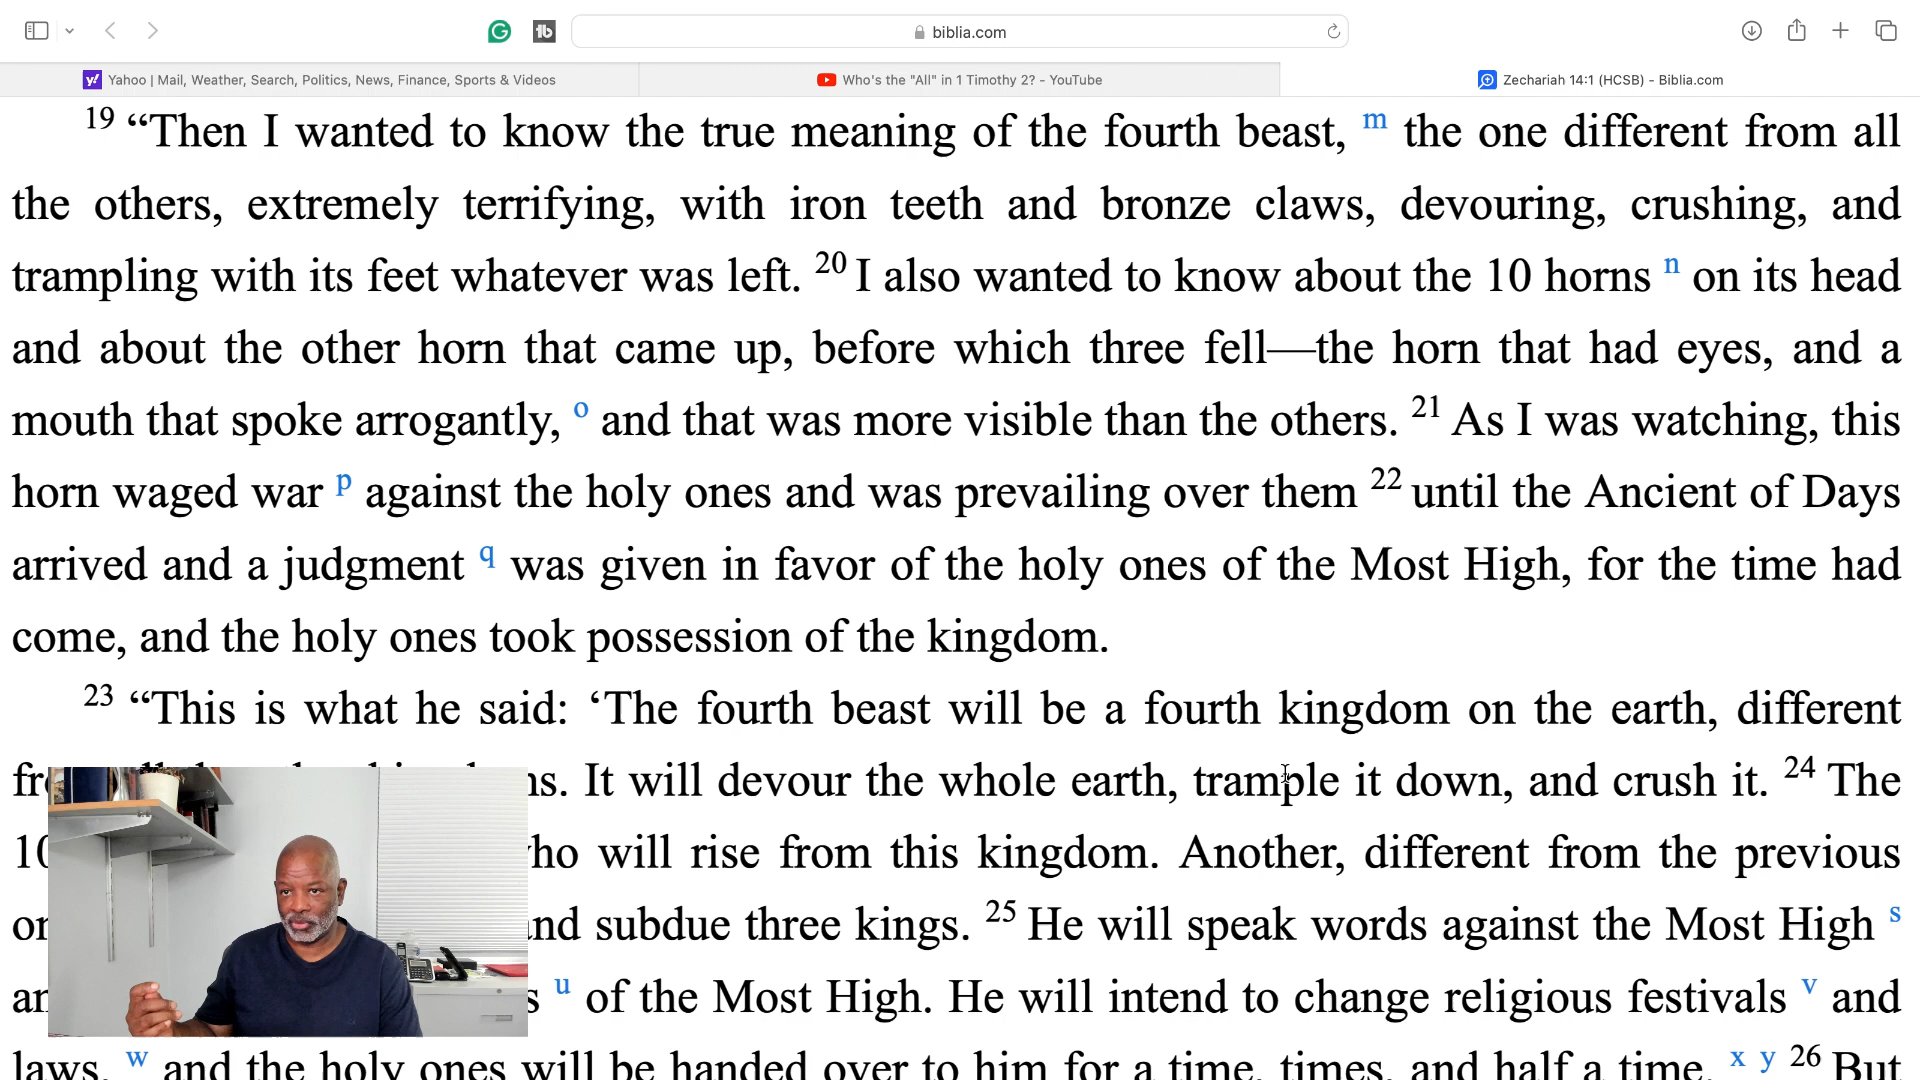 biblia.com
Yahoo | Mail, Weather, Search, Politics, News, Finance, Sports & Videos
Who's the "All" in 1 Timothy 2? - YouTube
Zechariah 14:1 (HCSB) - Biblia.com
19 “Then I wanted to know the true meaning of the fourth beast, m the one different from all
the others, extremely terrifying, with iron teeth and bronze claws, devouring, crushing, and
trampling with its feet whatever was left. 20 I also wanted to know about the 10 horns n on its head
and about the other horn that came up, before which three fell—the horn that had eyes, and a
mouth that spoke arrogantly, o and that was more visible than the others. 21 As I was watching, this
horn waged war p against the holy ones and was prevailing over them 22 until the Ancient of Days
arrived and a judgment q was given in favor of the holy ones of the Most High, for the time had
come, and the holy ones took possession of the kingdom.
23 “This is what he said: ‘The fourth beast will be a fourth kingdom on the earth, different
It will devour the whole earth, trample it down, and crush it. 24 The
10 will rise from this kingdom. Another, different from the previous
and subdue three kings. 25 He will speak words against the Most High s
u of the Most High. He will intend to change religious festivals v and
laws, w and the holy ones will be handed over to him for a time, times, and half a time. x y 26 But